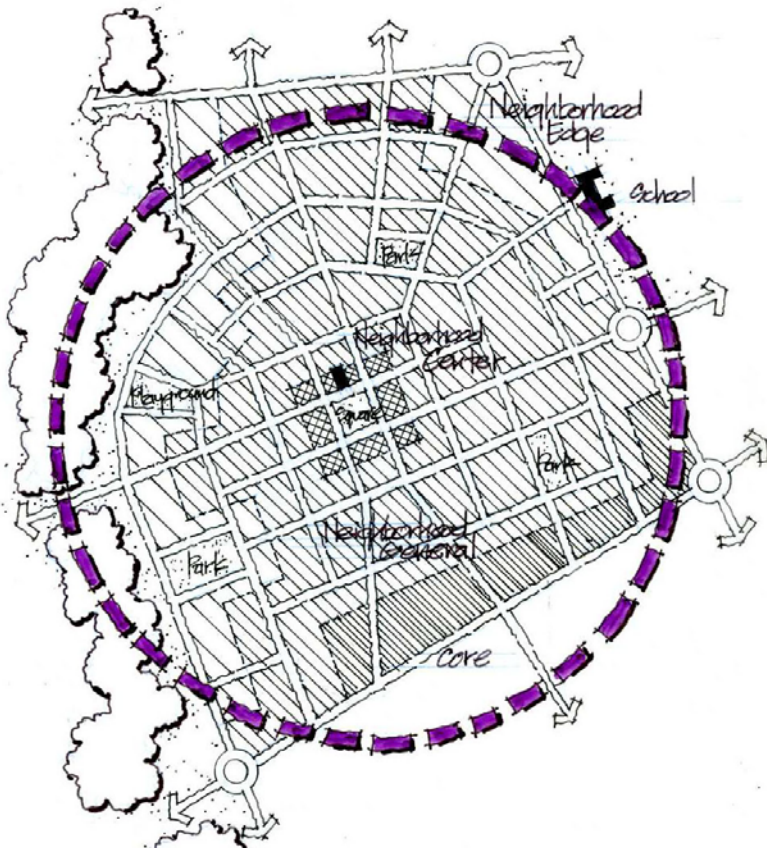 Neighborhood
Edge
School
Park
Neighborhood
Center
Playground
Square
Park
Neighborhood
General
Park
Core